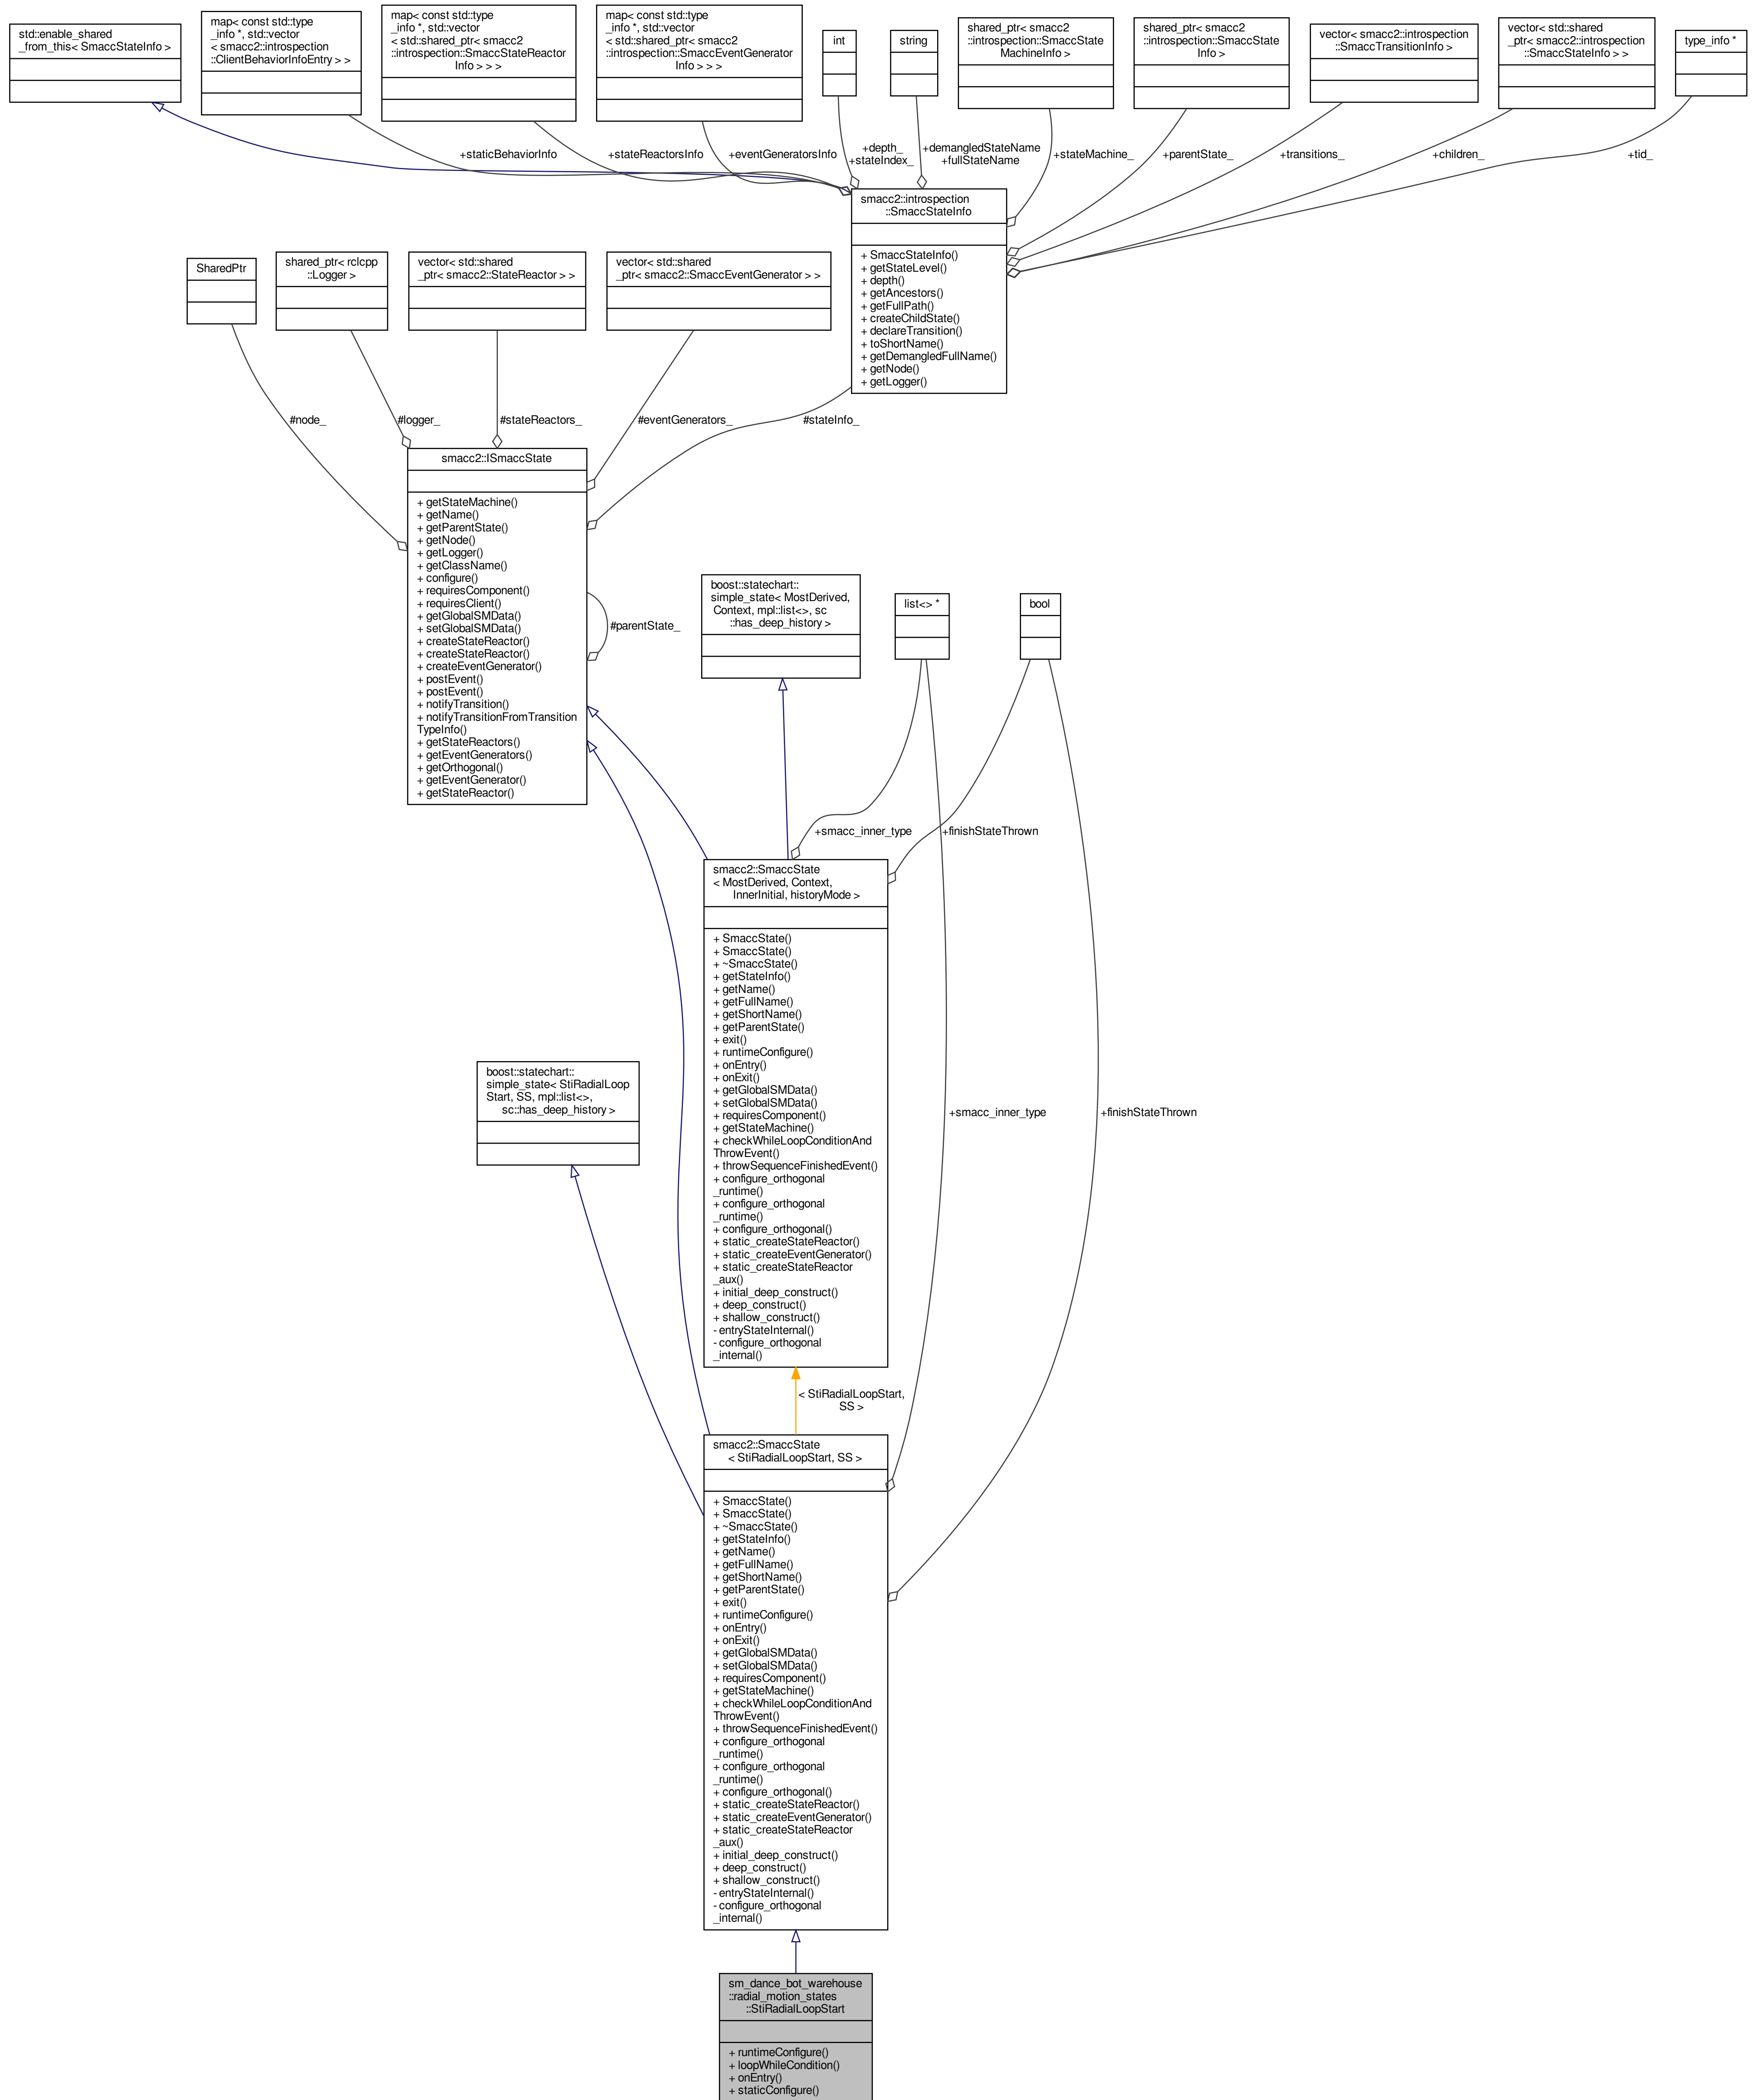 std::enable_shared
_from_this< SmaccStateInfo >
map< const std::type
_info *, std::vector
< smacc2::introspection
::ClientBehaviorInfoEntry > >
map< const std::type
_info *, std::vector
< std::shared_ptr< smacc2
::introspection::SmaccStateReactor
Info > > >
map< const std::type
_info *, std::vector
< std::shared_ptr< smacc2
::introspection::SmaccEventGenerator
Info > > >
int
string
shared_ptr< smacc2
::introspection::SmaccState
MachineInfo >
shared_ptr< smacc2
::introspection::SmaccState
Info >
vector< smacc2::introspection
::SmaccTransitionInfo >
vector< std::shared
_ptr< smacc2::introspection
::SmaccStateInfo > >
type_info *
+staticBehaviorInfo
+stateReactorsInfo
+eventGeneratorsInfo
+depth_
+stateIndex_
+demangledStateName
+fullStateName
+stateMachine_
+parentState_
+transitions_
+children_
+tid_
smacc2::introspection
::SmaccStateInfo
+ SmaccStateInfo()
+ getStateLevel()
+ depth()
+ getAncestors()
+ getFullPath()
+ createChildState()
+ declareTransition()
+ toShortName()
+ getDemangledFullName()
+ getNode()
+ getLogger()
SharedPtr
shared_ptr< rclcpp
::Logger >
vector< std::shared
_ptr< smacc2::StateReactor > >
vector< std::shared
_ptr< smacc2::SmaccEventGenerator > >
#node_
#logger_
#stateReactors_
#eventGenerators_
#stateInfo_
smacc2::ISmaccState
+ getStateMachine()
+ getName()
+ getParentState()
+ getNode()
+ getLogger()
+ getClassName()
+ configure()
+ requiresComponent()
+ requiresClient()
+ getGlobalSMData()
+ setGlobalSMData()
+ createStateReactor()
+ createStateReactor()
+ createEventGenerator()
+ postEvent()
+ postEvent()
+ notifyTransition()
+ notifyTransitionFromTransition
TypeInfo()
+ getStateReactors()
+ getEventGenerators()
+ getOrthogonal()
+ getEventGenerator()
+ getStateReactor()
#parentState_
boost::statechart::
simple_state< MostDerived,
Context, mpl::list<>, sc
::has_deep_history >
list<> *
bool
+smacc_inner_type
+finishStateThrown
smacc2::SmaccState
< MostDerived, Context,
InnerInitial, historyMode >
+ SmaccState()
+ SmaccState()
+ ~SmaccState()
+ getStateInfo()
+ getName()
+ getFullName()
+ getShortName()
+ getParentState()
+ exit()
+ runtimeConfigure()
+ onEntry()
+ onExit()
+ getGlobalSMData()
+ setGlobalSMData()
+ requiresComponent()
+ getStateMachine()
+ checkWhileLoopConditionAnd
ThrowEvent()
+ throwSequenceFinishedEvent()
+ configure_orthogonal
_runtime()
+ configure_orthogonal
_runtime()
+ configure_orthogonal()
+ static_createStateReactor()
+ static_createEventGenerator()
+ static_createStateReactor
_aux()
+ initial_deep_construct()
+ deep_construct()
+ shallow_construct()
- entryStateInternal()
- configure_orthogonal
_internal()
boost::statechart::
simple_state< StiRadialLoop
Start, SS, mpl::list<>,
sc::has_deep_history >
+smacc_inner_type
+finishStateThrown
< StiRadialLoopStart,
SS >
smacc2::SmaccState
< StiRadialLoopStart, SS >
+ SmaccState()
+ SmaccState()
+ ~SmaccState()
+ getStateInfo()
+ getName()
+ getFullName()
+ getShortName()
+ getParentState()
+ exit()
+ runtimeConfigure()
+ onEntry()
+ onExit()
+ getGlobalSMData()
+ setGlobalSMData()
+ requiresComponent()
+ getStateMachine()
+ checkWhileLoopConditionAnd
ThrowEvent()
+ throwSequenceFinishedEvent()
+ configure_orthogonal
_runtime()
+ configure_orthogonal
_runtime()
+ configure_orthogonal()
+ static_createStateReactor()
+ static_createEventGenerator()
+ static_createStateReactor
_aux()
+ initial_deep_construct()
+ deep_construct()
+ shallow_construct()
- entryStateInternal()
- configure_orthogonal
_internal()
sm_dance_bot_warehouse
::radial_motion_states
::StiRadialLoopStart
+ runtimeConfigure()
+ loopWhileCondition()
+ onEntry()
+ staticConfigure()